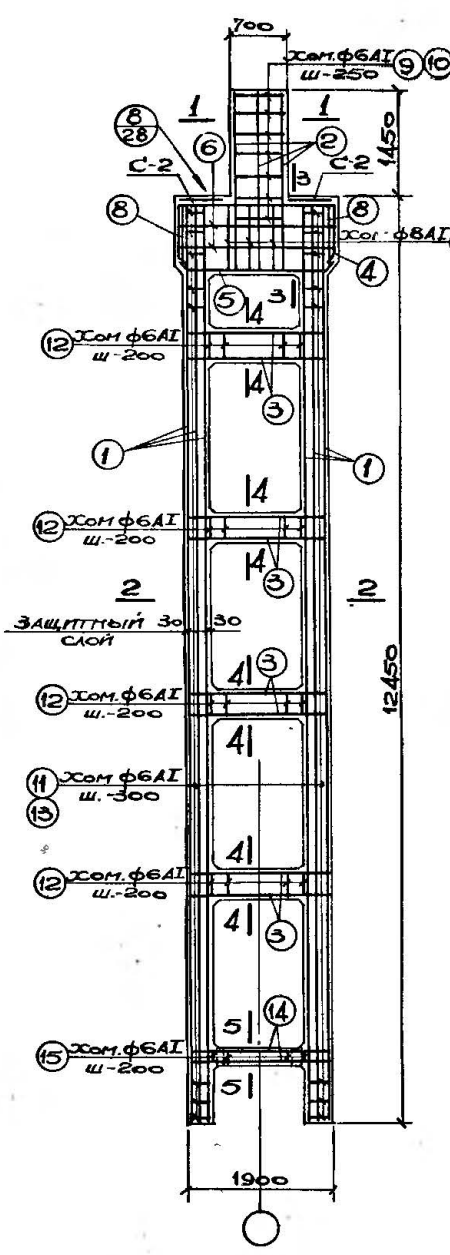 700
Хом.ф6АI 9 10
ш-250
1 1
8
28
6
2
1450
С-2
С-2
3
8
8
Хом-ф8АI
5
3
4
4
12 Хом ф6АI
ш-200
4
3
1
1
4
12 Хом ф6АI
ш.-200
4
3
2 2
ЗАЩИТНЫЙ 30 30
СЛОЙ
12450
4
3
12 Хом.ф6АI
ш.-200
4
11 Хом ф6АI
13 ш.-300
4
12 Хом.ф6АI
ш-200
4
3
5
14
15 Хом.ф6АI
ш-200
5
1900